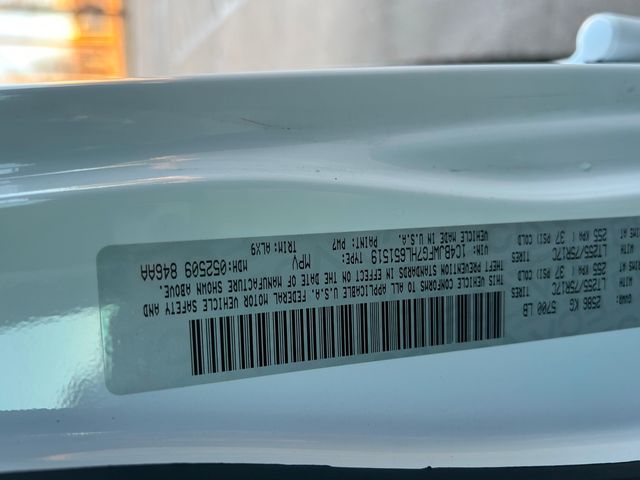 GVWR:
2586 KG 5700 LB
TIRES
LT255/75R17C
255 KPA ( 37 PSI) COLD
TIRES
LT255/75R17C
255 KPA ( 37 PSI) COLD
THIS VEHICLE CONFORMS TO ALL APPLICABLE U.S.A. FEDERAL MOTOR VEHICLE SAFETY AND
THEFT PREVENTION STANDARDS IN EFFECT ON THE DATE OF MANUFACTURE SHOWN ABOVE.
VIN: 1C4BJWFG7HL651519 TYPE: MPV MDH:052509 846AA
VEHICLE MADE IN U.S.A. PAINT: PW7 TRIM: ALX9